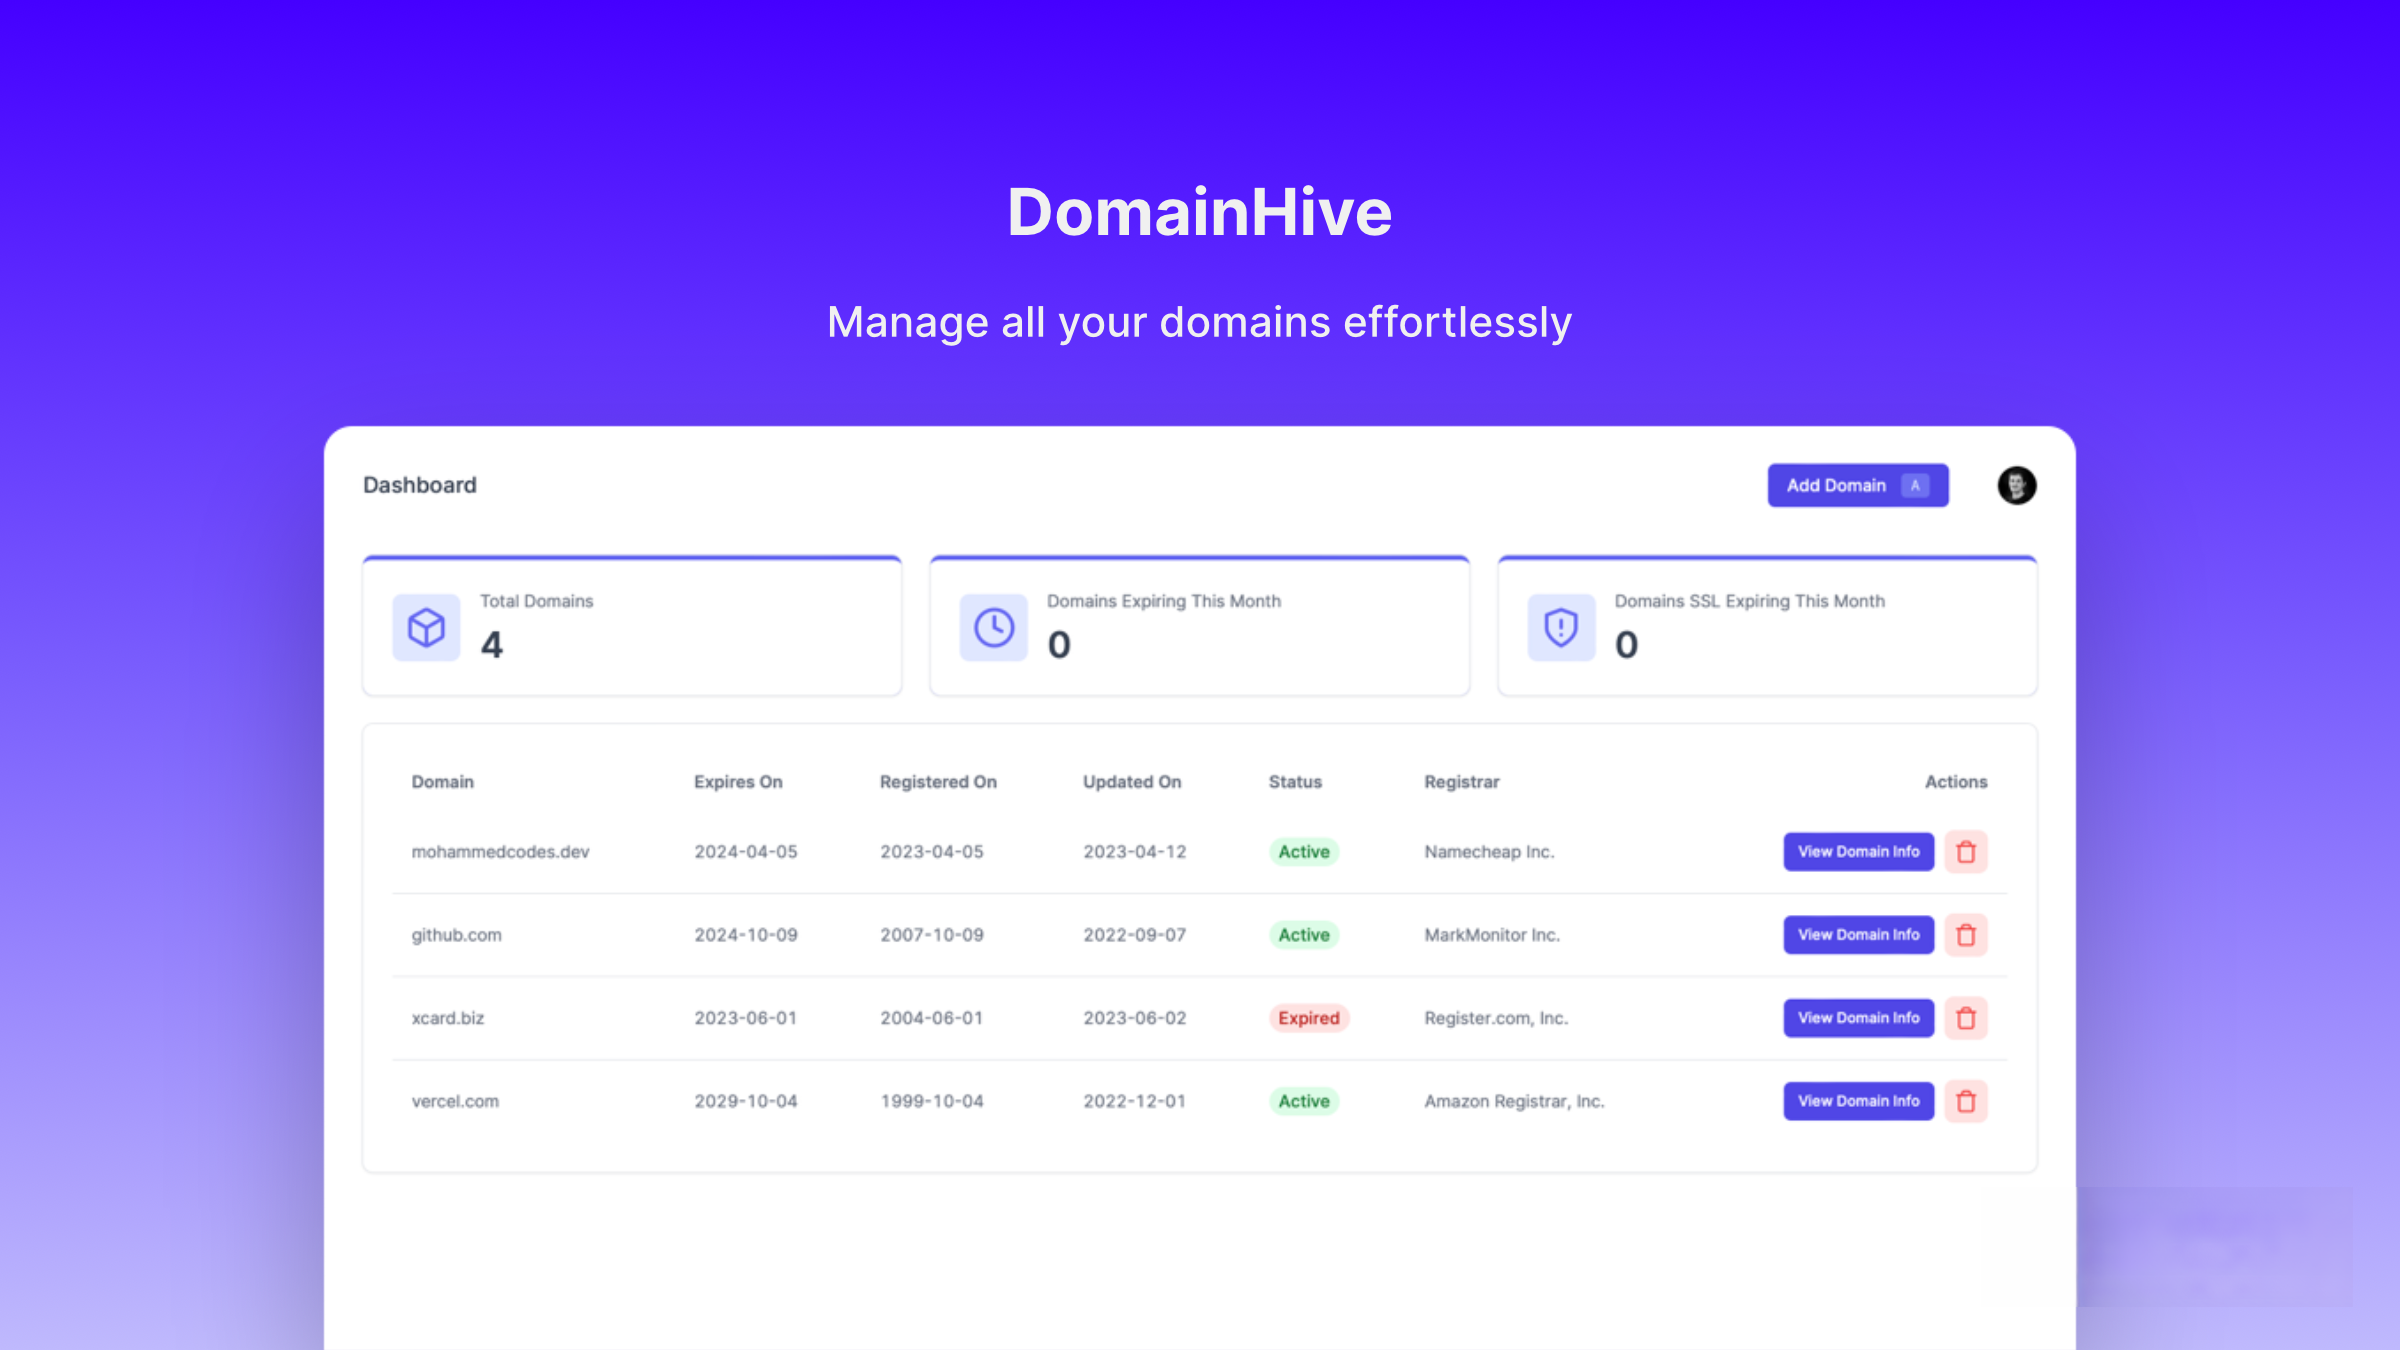 DomainHive
Manage all your domains effortlessly
Dashboard
Add Domain A
Total Domains
4
Domains Expiring This Month
0
Domains SSL Expiring This Month
0
Domain Expires On Registered On Updated On Status Registrar Actions
mohammedcodes.dev 2024-04-05 2023-04-05 2023-04-12 Active Namecheap Inc. View Domain Info
github.com 2024-10-09 2007-10-09 2022-09-07 Active MarkMonitor Inc. View Domain Info
xcard.biz 2023-06-01 2004-06-01 2023-06-02 Expired Register.com, Inc. View Domain Info
vercel.com 2029-10-04 1999-10-04 2022-12-01 Active Amazon Registrar, Inc. View Domain Info